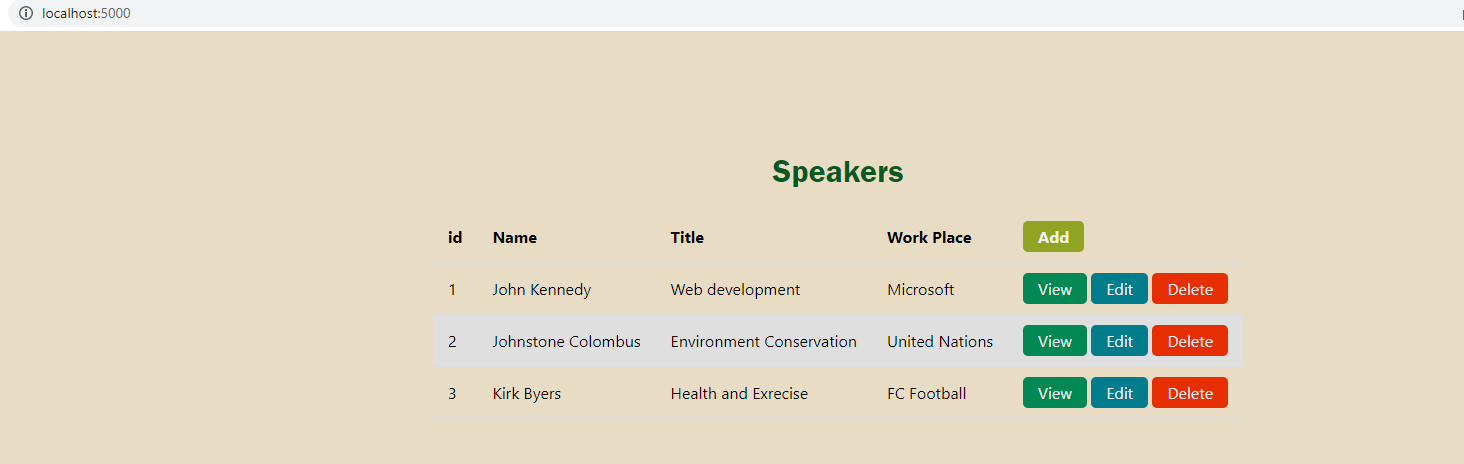 localhost:5000
Speakers
id Name Title Work Place Add
1 John Kennedy Web development Microsoft View Edit Delete
2 Johnstone Colombus Environment Conservation United Nations View Edit Delete
3 Kirk Byers Health and Exrecise FC Football View Edit Delete